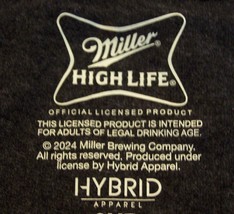 Miller®
HIGH LIFE®
OFFICIAL LICENSED PRODUCT
THIS LICENSED PRODUCT IS INTENDED
FOR ADULTS OF LEGAL DRINKING AGE.
© 2024 Miller Brewing Company.
All rights reserved. Produced under
license by Hybrid Apparel.
HYBRID
APPAREL